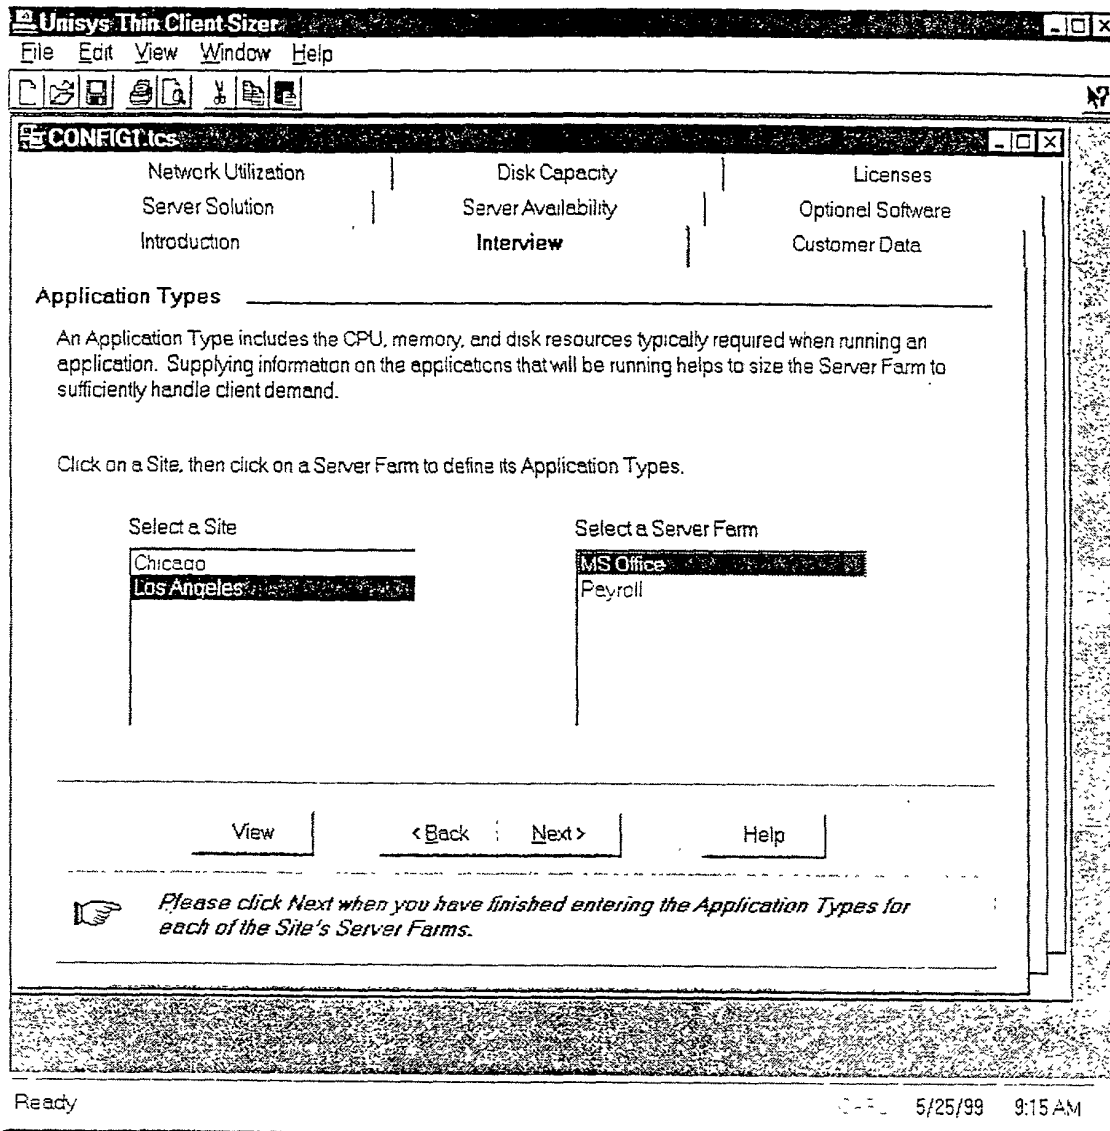 Unisys Thin Client Sizer
File Edit View Window Help
CONFIG1.tcs
Network Utilization Disk Capacity Licenses
Server Solution Server Availability Optional Software
Introduction Interview Customer Data
Application Types
An Application Type includes the CPU, memory, and disk resources typically required when running an
application. Supplying information on the applications that will be running helps to size the Server Farm to
sufficiently handle client demand.
Click on a Site, then click on a Server Farm to define its Application Types.
Select a Site Select a Server Farm
Chicago MS Office
Los Angeles Payroll
View <Back Next> Help
Please click Next when you have finished entering the Application Types for
each of the Site's Server Farms.
Ready 5/25/99 9:15 AM